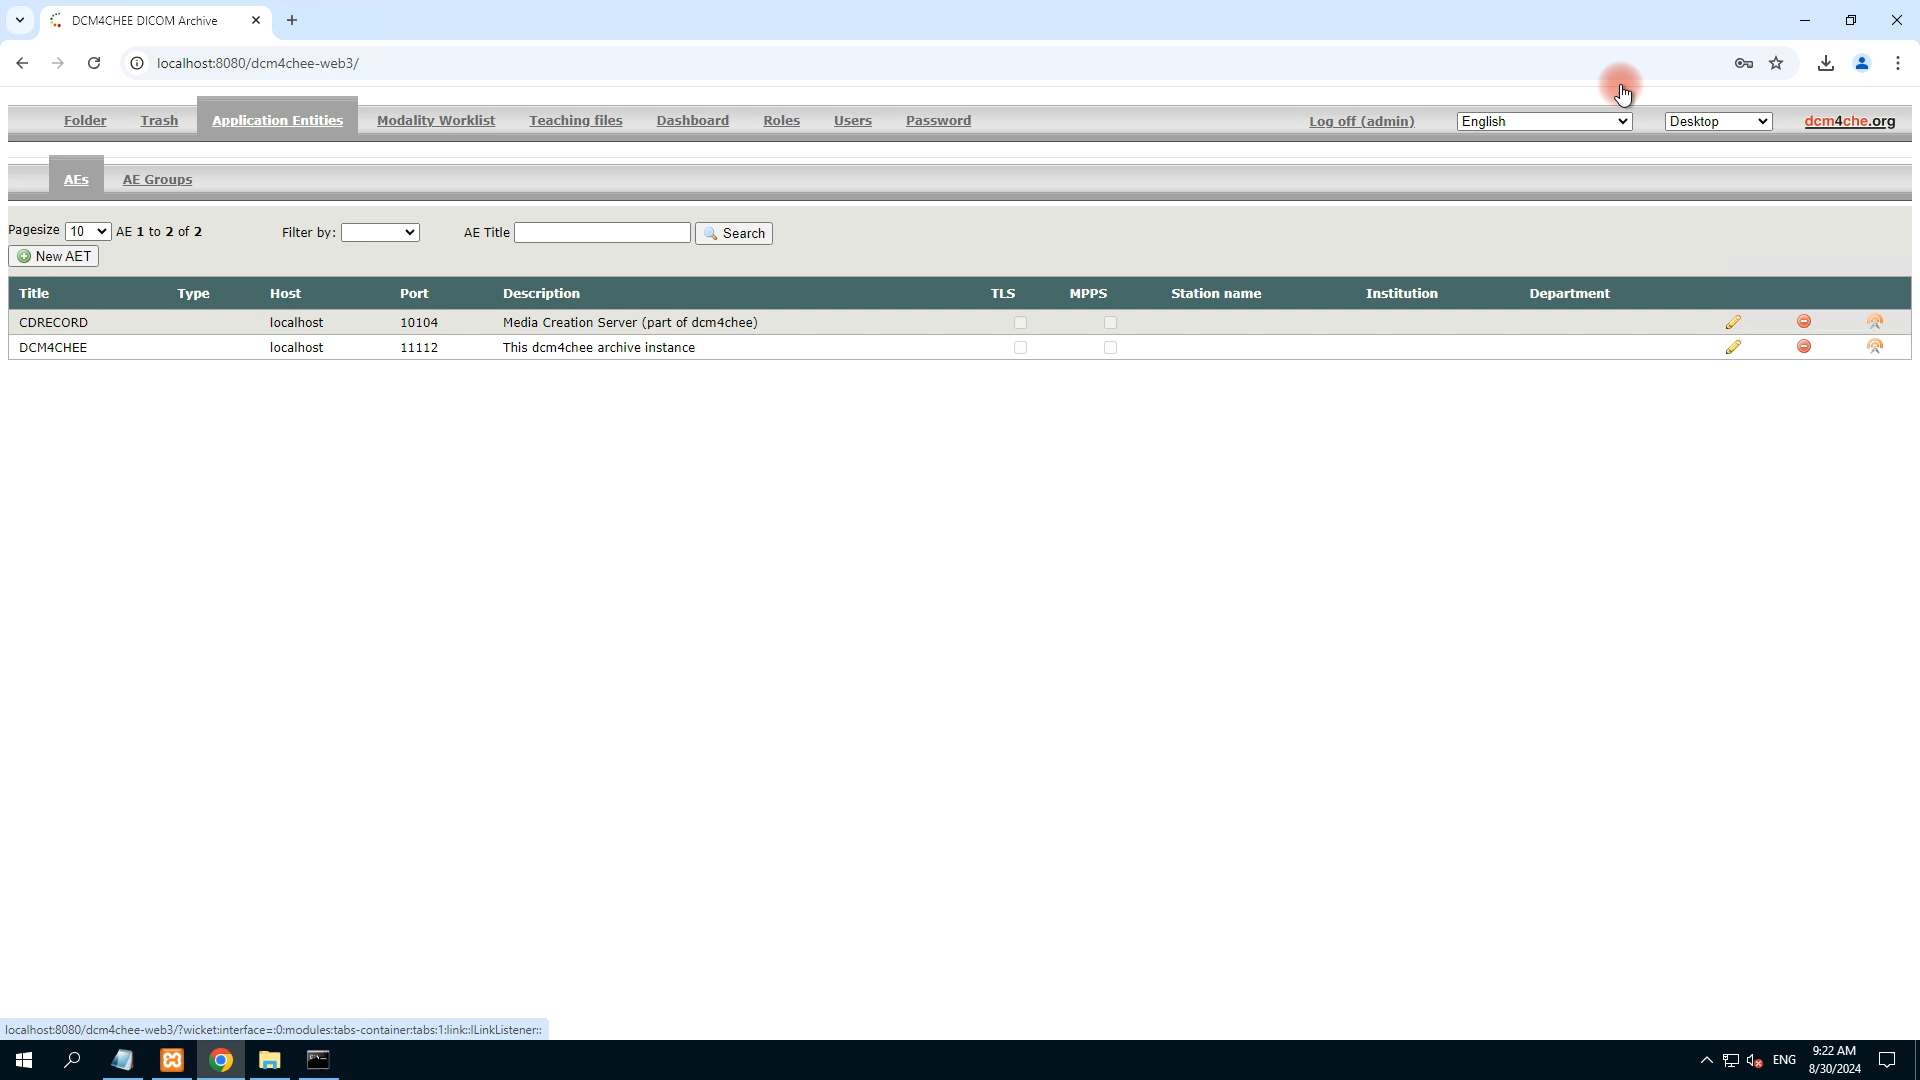 DCM4CHEE DICOM Archive
localhost:8080/dcm4chee-web3/
Folder Trash Application Entities Modality Worklist Teaching files Dashboard Roles Users Password Log off (admin) English Desktop dcm4che.org
AEs AE Groups
Pagesize 10 AE 1 to 2 of 2 Filter by: AE Title Search
New AET
Title Type Host Port Description TLS MPPS Station name Institution Department
CDRECORD localhost 10104 Media Creation Server (part of dcm4chee)
DCM4CHEE localhost 11112 This dcm4chee archive instance
localhost:8080/dcm4chee-web3/?wicket:interface=:0:modules:tabs-container:tabs:1:link::ILinkListener::
ENG 9:22 AM
8/30/2024